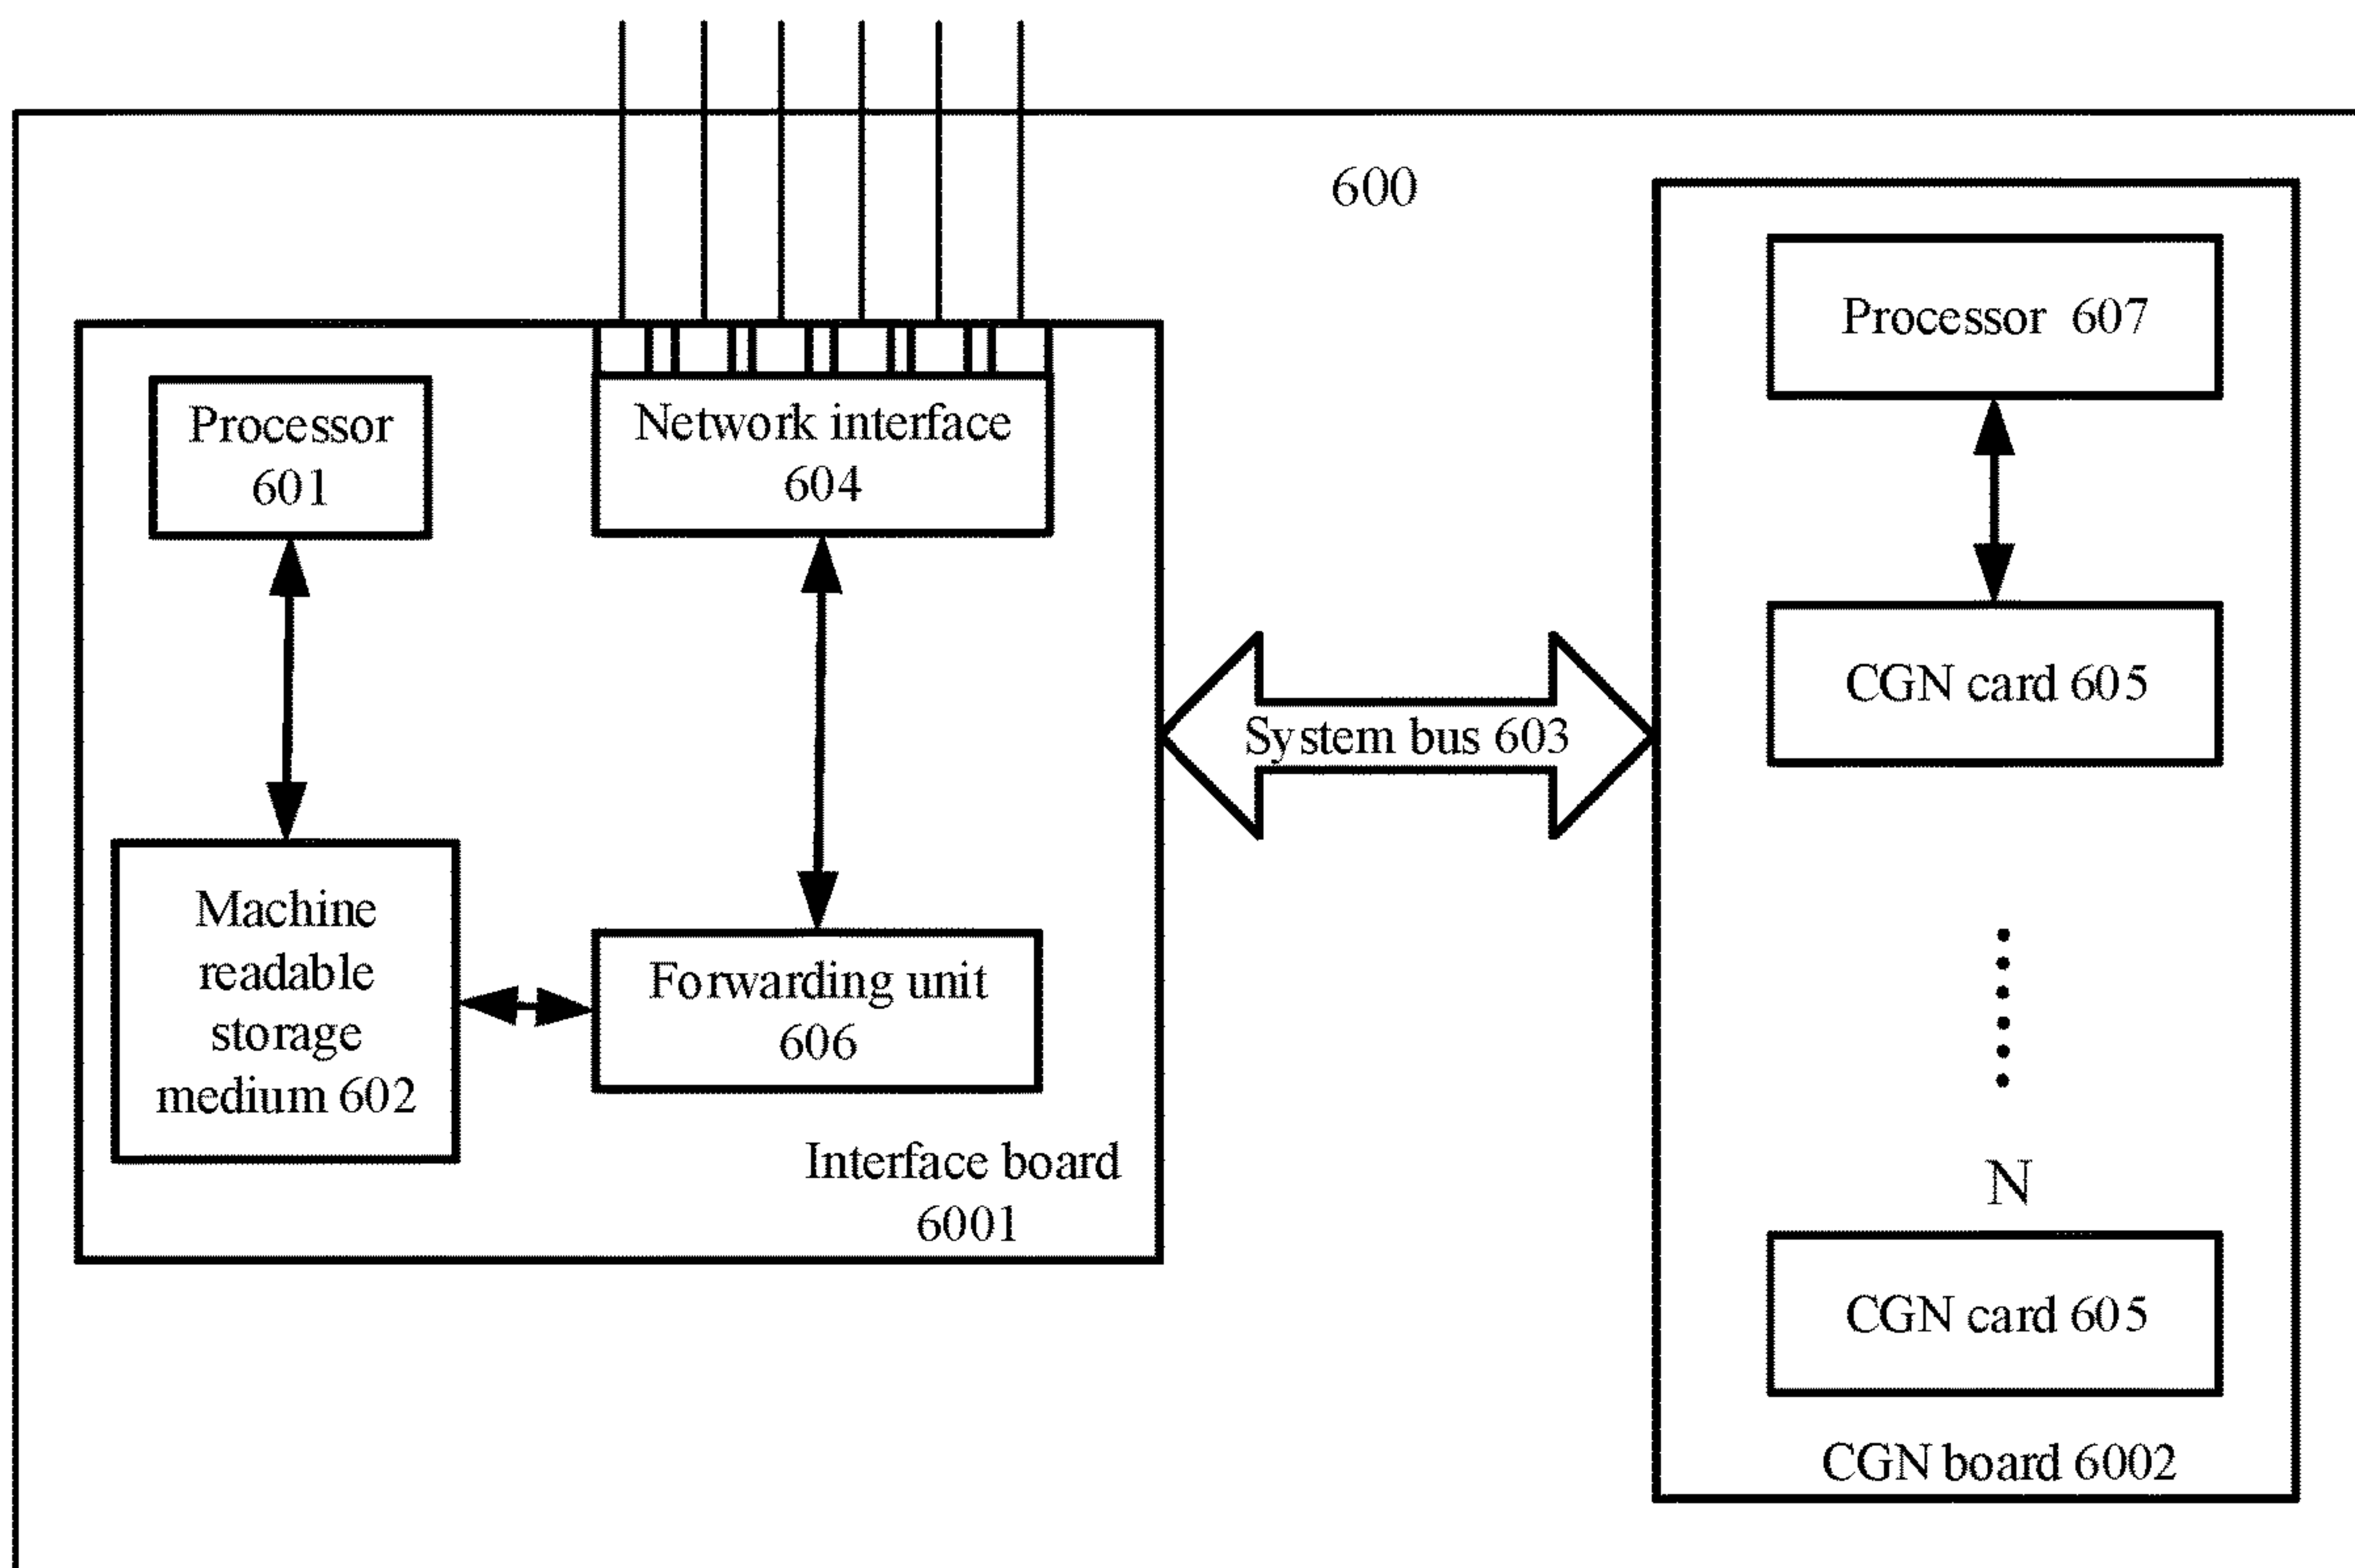 600
Processor
601
Network interface
604
Machine
readable
storage
medium 602
Forwarding unit
606
Interface board
6001
System bus 603
Processor 607
CGN card 605
N
CGN card 605
CGN board 6002